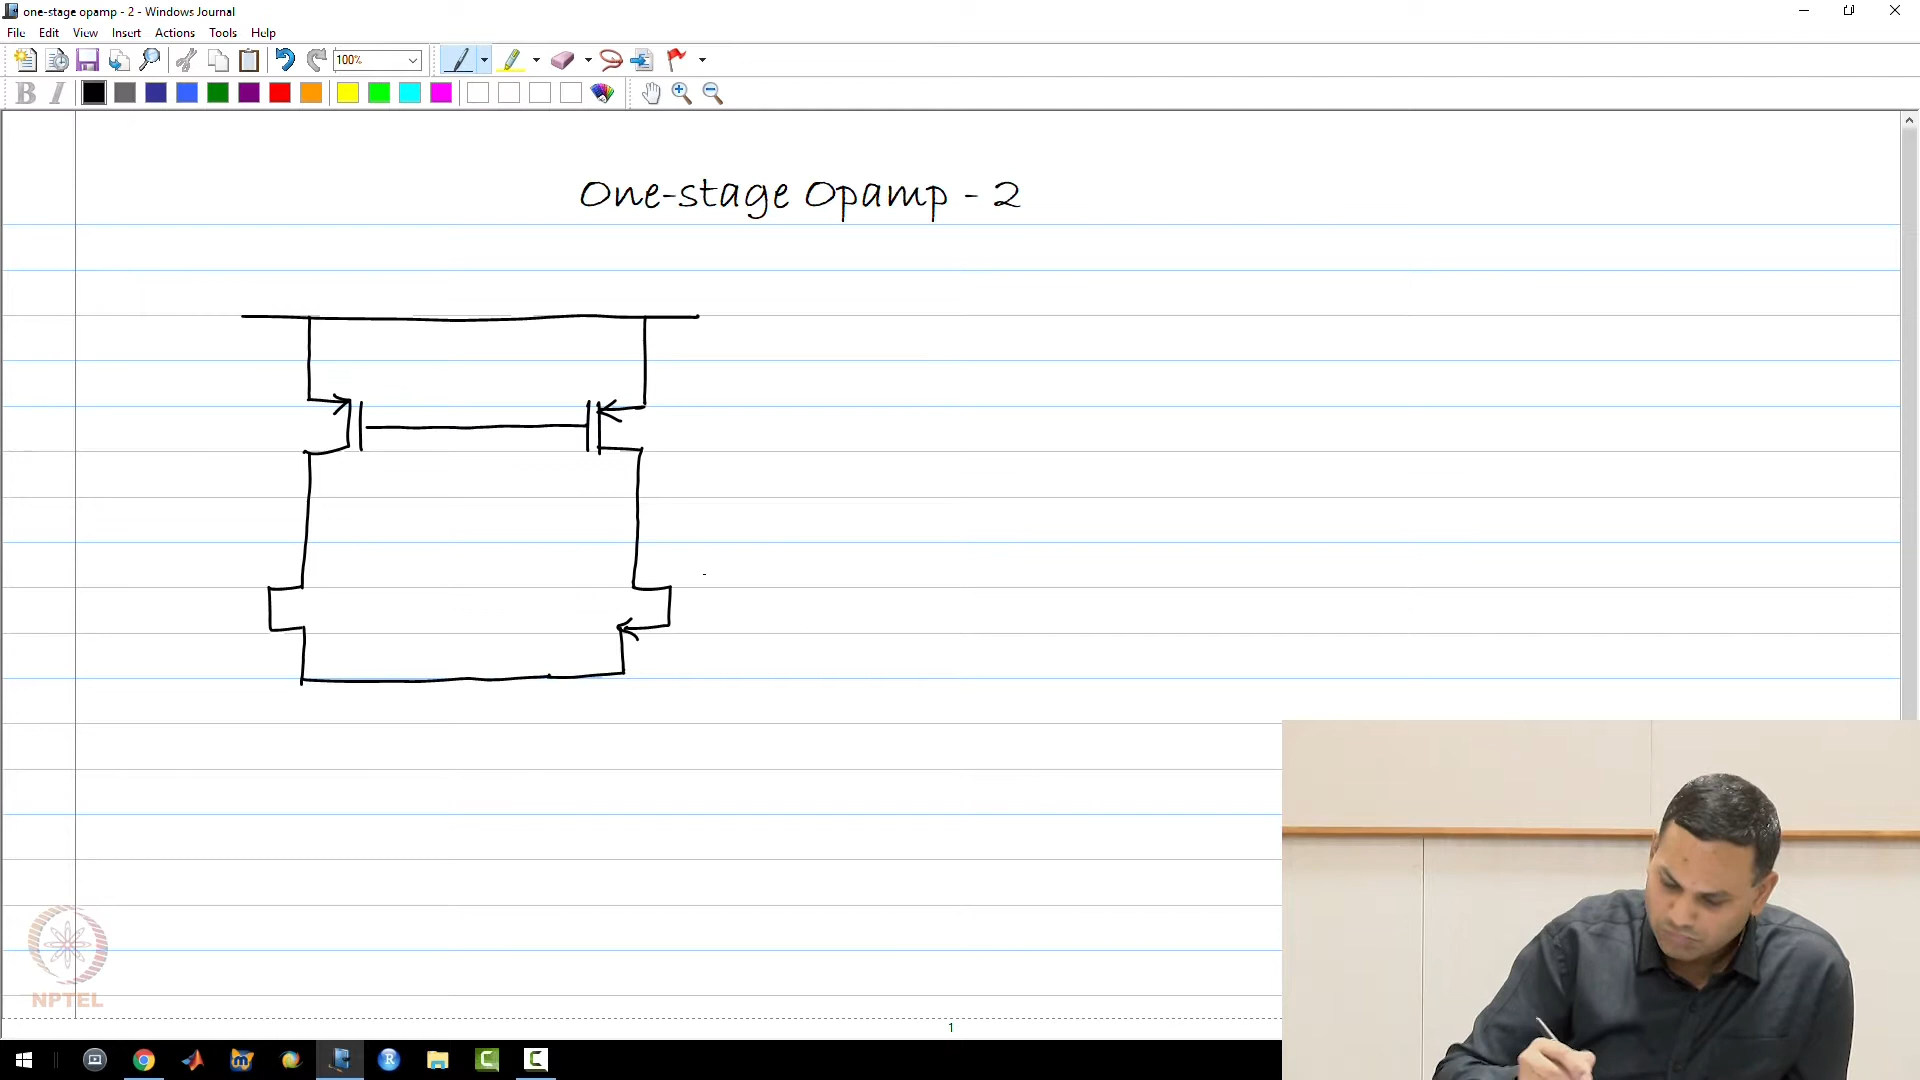 one-stage opamp - 2 - Windows Journal
File Edit View Insert Actions Tools Help
100%
B I
One-stage Opamp - 2
NPTEL
1